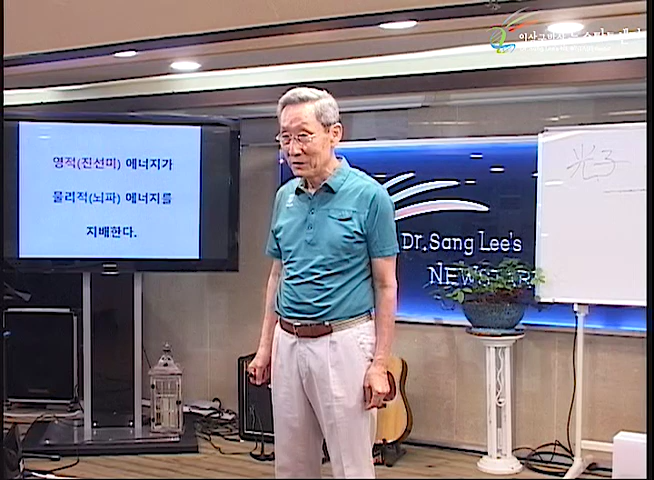 영적(진선미) 에너지가
물리적(뇌파) 에너지를
지배한다.
Dr. Sang Lee's
NEWSTAR
光子